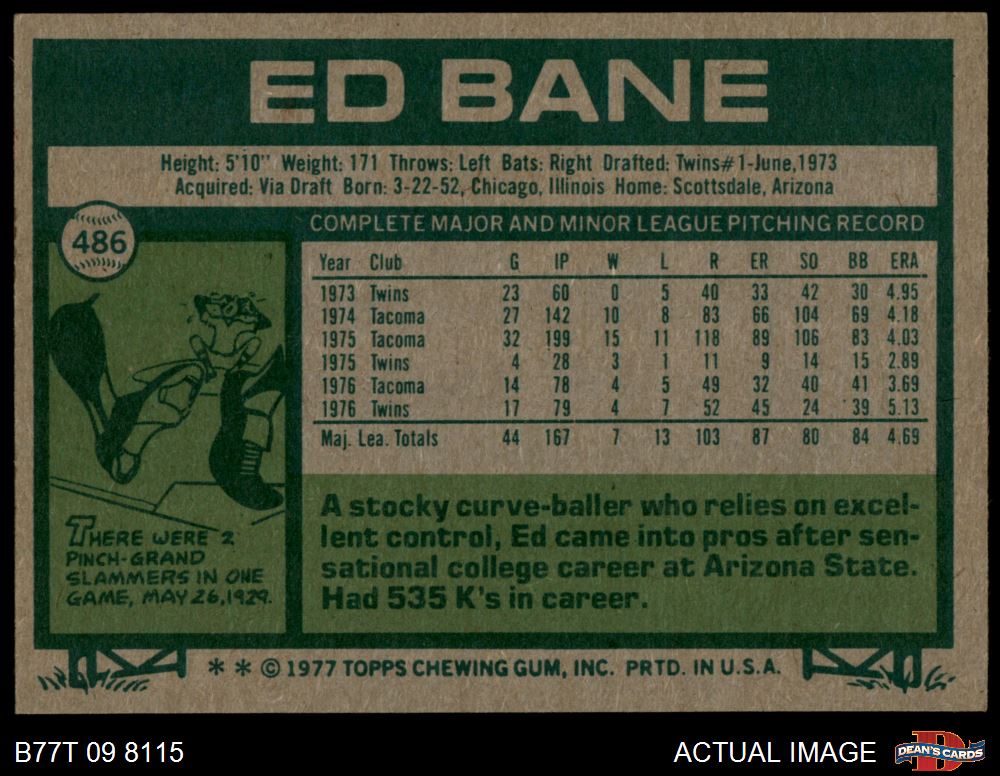 ED BANE
Height: 5'10" Weight: 171 Throws: Left Bats: Right Drafted: Twins#1-June,1973
Acquired: Via Draft Born: 3-22-52, Chicago, Illinois Home: Scottsdale, Arizona
486
COMPLETE MAJOR AND MINOR LEAGUE PITCHING RECORD
Year Club G IP W L R ER SO BB ERA
1973 Twins 23 60 0 5 40 33 42 30 4.95
1974 Tacoma 27 142 10 8 83 66 104 69 4.18
1975 Tacoma 32 199 15 11 118 89 106 83 4.03
1975 Twins 4 28 3 1 11 9 14 15 2.89
1976 Tacoma 14 78 4 5 49 32 40 41 3.69
1976 Twins 17 79 4 7 52 45 24 39 5.13
Maj. Lea. Totals 44 167 7 13 103 87 80 84 4.69
THERE WERE 2
PINCH-GRAND
SLAMMERS IN ONE
GAME, MAY 26,1929.
A stocky curve-baller who relies on excel-
lent control, Ed came into pros after sen-
sational college career at Arizona State.
Had 535 K's in career.
* * © 1977 TOPPS CHEWING GUM, INC. PRTD. IN U.S.A.
B77T 09 8115
ACTUAL IMAGE
DEAN'S CARDS